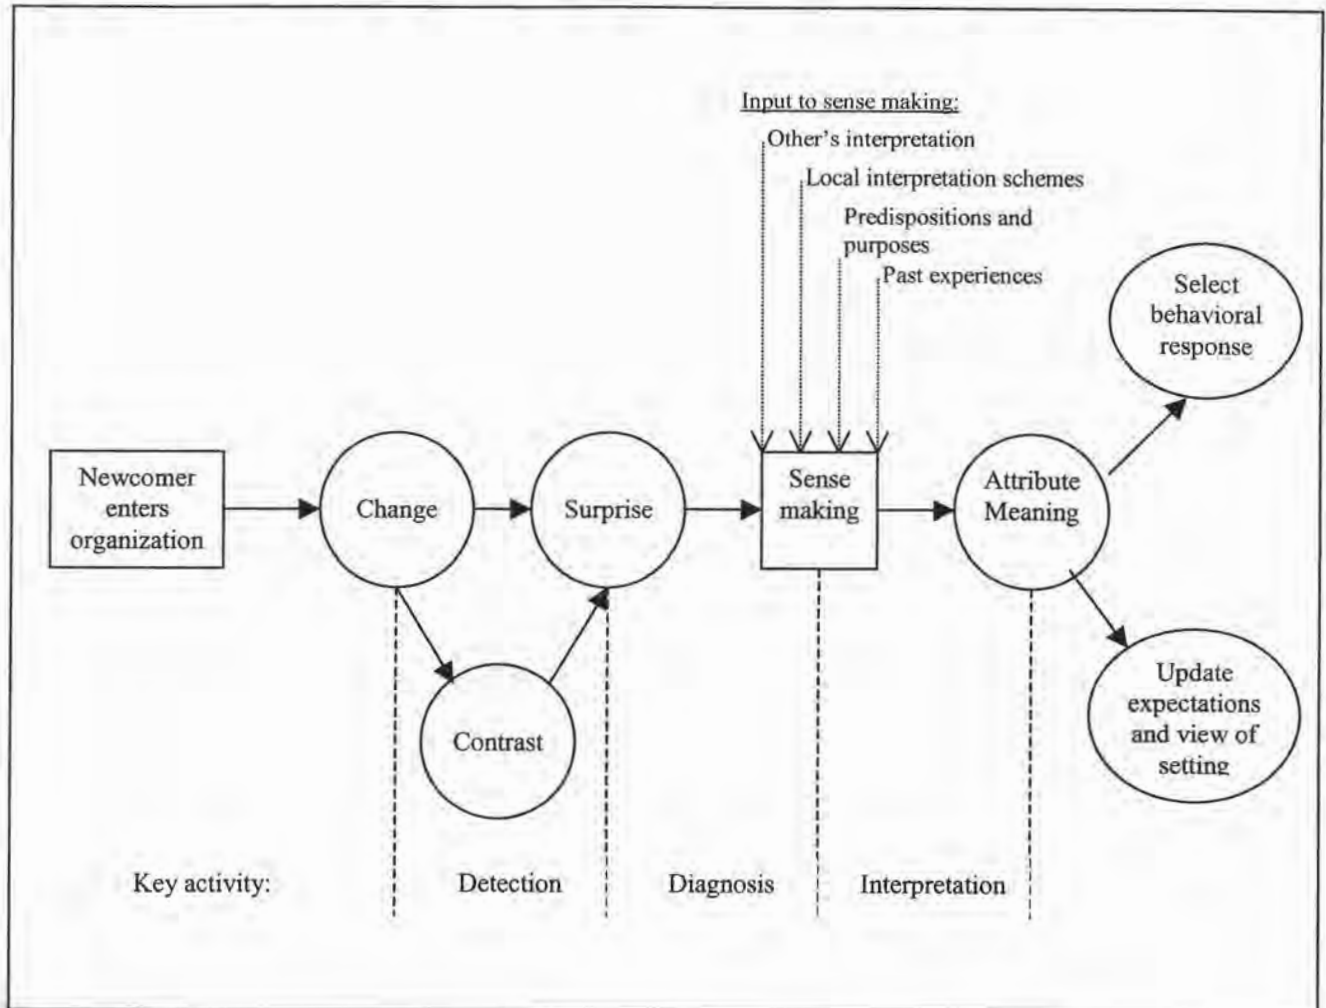 Input to sense making:
Other's interpretation
Local interpretation schemes
Predispositions and
purposes
Past experiences
Select
behavioral
response
Newcomer
enters
organization
Change
Surprise
Sense
making
Attribute
Meaning
Contrast
Update
expectations
and view of
setting
Key activity:
Detection
Diagnosis
Interpretation